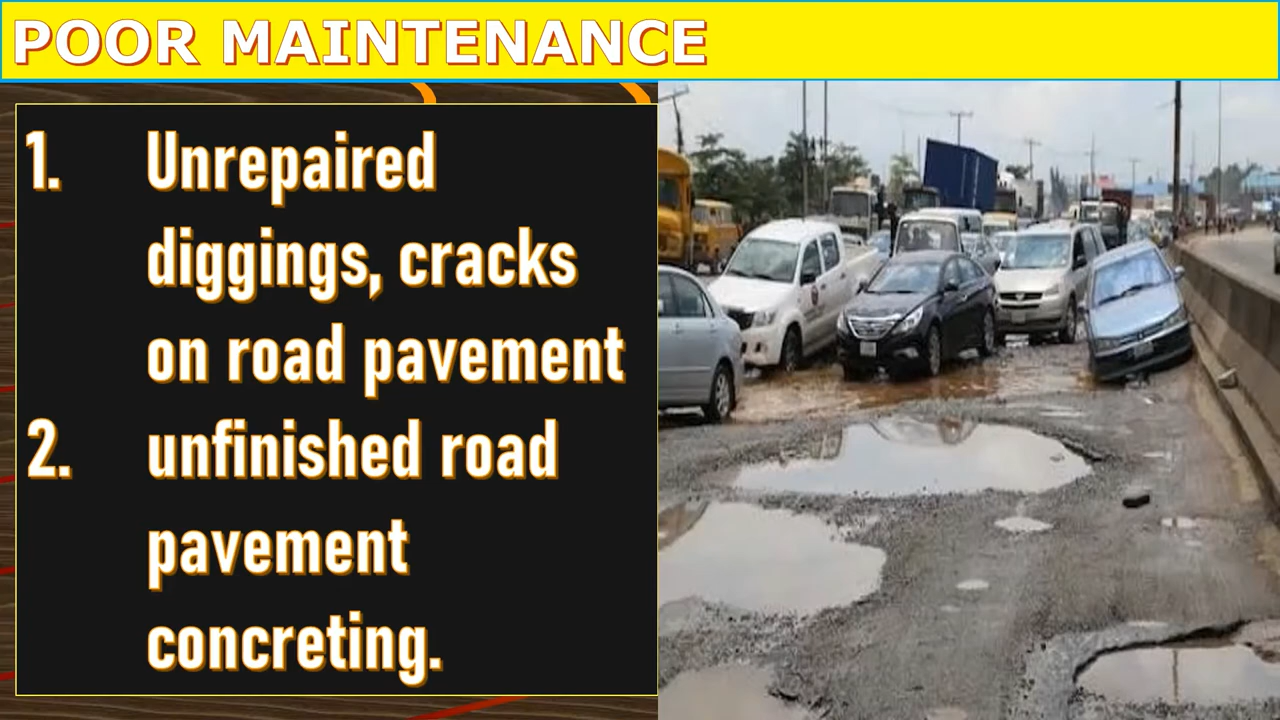 POOR MAINTENANCE
1. Unrepaired
diggings, cracks
on road pavement
2. unfinished road
pavement
concreting.